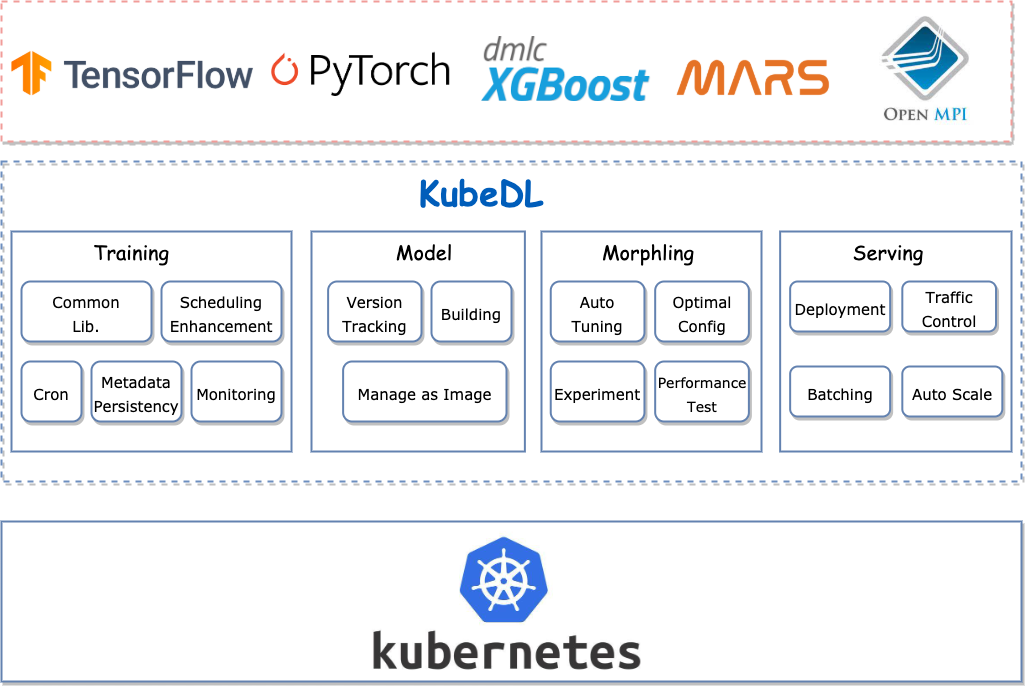 TensorFlow
PyTorch
dmlc
XGBoost
MARS
OPEN MPI
KubeDL
Training
Common
Lib.
Scheduling
Enhancement
Cron
Metadata
Persistency
Monitoring
Model
Version
Tracking
Building
Manage as Image
Morphling
Auto
Tuning
Optimal
Config
Experiment
Performance
Test
Serving
Deployment
Traffic
Control
Batching
Auto Scale
kubernetes